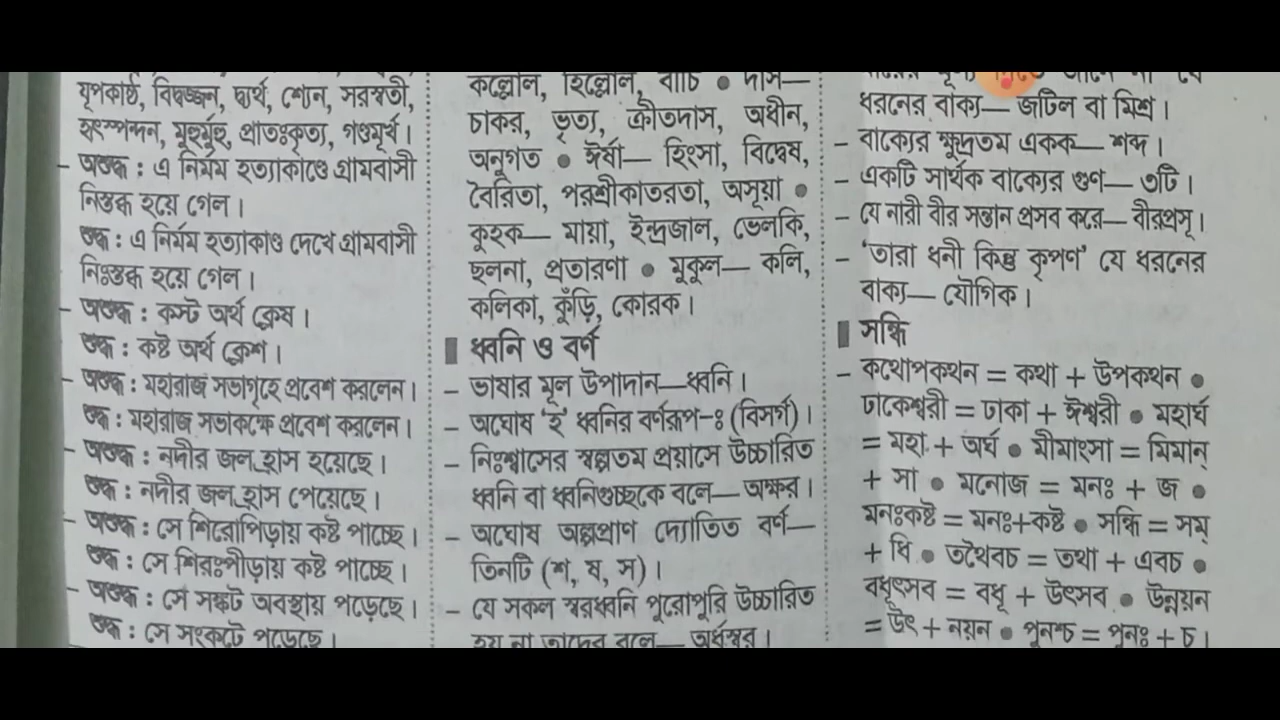 যূপকাষ্ঠ, বিদ্বজ্জন, দ্ব্যর্থ, শ্যেন, সরস্বতী,
হৃৎস্পন্দন, মুহুর্মুহু, প্রাতঃকৃত্য, গণ্ডমূর্খ।
– অশুদ্ধ : এ নির্মম হত্যাকাণ্ডে গ্রামবাসী
নিস্তব্ধ হয়ে গেল।
শুদ্ধ : এ নির্মম হত্যাকাণ্ড দেখে গ্রামবাসী
নিঃস্তব্ধ হয়ে গেল।
– অশুদ্ধ : কস্ট অর্থ ক্লেষ।
শুদ্ধ : কষ্ট অর্থ ক্লেশ।
– অশুদ্ধ : মহারাজ সভাগৃহে প্রবেশ করলেন।
শুদ্ধ : মহারাজ সভাকক্ষে প্রবেশ করলেন।
– অশুদ্ধ : নদীর জল হ্রাস হয়েছে।
শুদ্ধ : নদীর জল হ্রাস পেয়েছে।
– অশুদ্ধ : সে শিরোপিড়ায় কষ্ট পাচ্ছে।
শুদ্ধ : সে শিরঃপীড়ায় কষ্ট পাচ্ছে।
– অশুদ্ধ : সে সঙ্কট অবস্থায় পড়েছে।
শুদ্ধ : সে সংকটে পড়েছে।
কল্লোল, হিল্লোল, বীচি ● দাস—
চাকর, ভৃত্য, ক্রীতদাস, অধীন,
অনুগত ● ঈর্ষা— হিংসা, বিদ্বেষ,
বৈরিতা, পরশ্রীকাতরতা, অসূয়া ●
কুহক— মায়া, ইন্দ্রজাল, ভেলকি,
ছলনা, প্রতারণা ● মুকুল— কলি,
কলিকা, কুঁড়ি, কোরক।
ধ্বনি ও বর্ণ
– ভাষার মূল উপাদান—ধ্বনি।
– অঘোষ ‘হ’ ধ্বনির বর্ণরূপ-ঃ (বিসর্গ)।
– নিঃশ্বাসের স্বল্পতম প্রয়াসে উচ্চারিত
ধ্বনি বা ধ্বনিগুচ্ছকে বলে— অক্ষর।
– অঘোষ অল্পপ্রাণ দ্যোতিত বর্ণ—
তিনটি (শ, ষ, স)।
– যে সকল স্বরধ্বনি পুরোপুরি উচ্চারিত
হয় না তাদের বলে— অর্ধস্বর।
ধরনের বাক্য— জটিল বা মিশ্র।
– বাক্যের ক্ষুদ্রতম একক— শব্দ।
– একটি সার্থক বাক্যের গুণ— ৩টি।
– যে নারী বীর সন্তান প্রসব করে— বীরপ্রসূ।
– ‘তারা ধনী কিন্তু কৃপণ’ যে ধরনের
বাক্য— যৌগিক।
সন্ধি
– কথোপকথন = কথা + উপকথন ●
ঢাকেশ্বরী = ঢাকা + ঈশ্বরী ● মহার্ঘ
= মহা + অর্ঘ ● মীমাংসা = মিমান্
+ সা ● মনোজ = মনঃ + জ ●
মনঃকষ্ট = মনঃ+কষ্ট ● সন্ধি = সম্
+ ধি ● তথৈবচ = তথা + এবচ ●
বধূৎসব = বধূ + উৎসব ● উন্নয়ন
= উৎ + নয়ন ● পুনশ্চ = পুনঃ + চ।